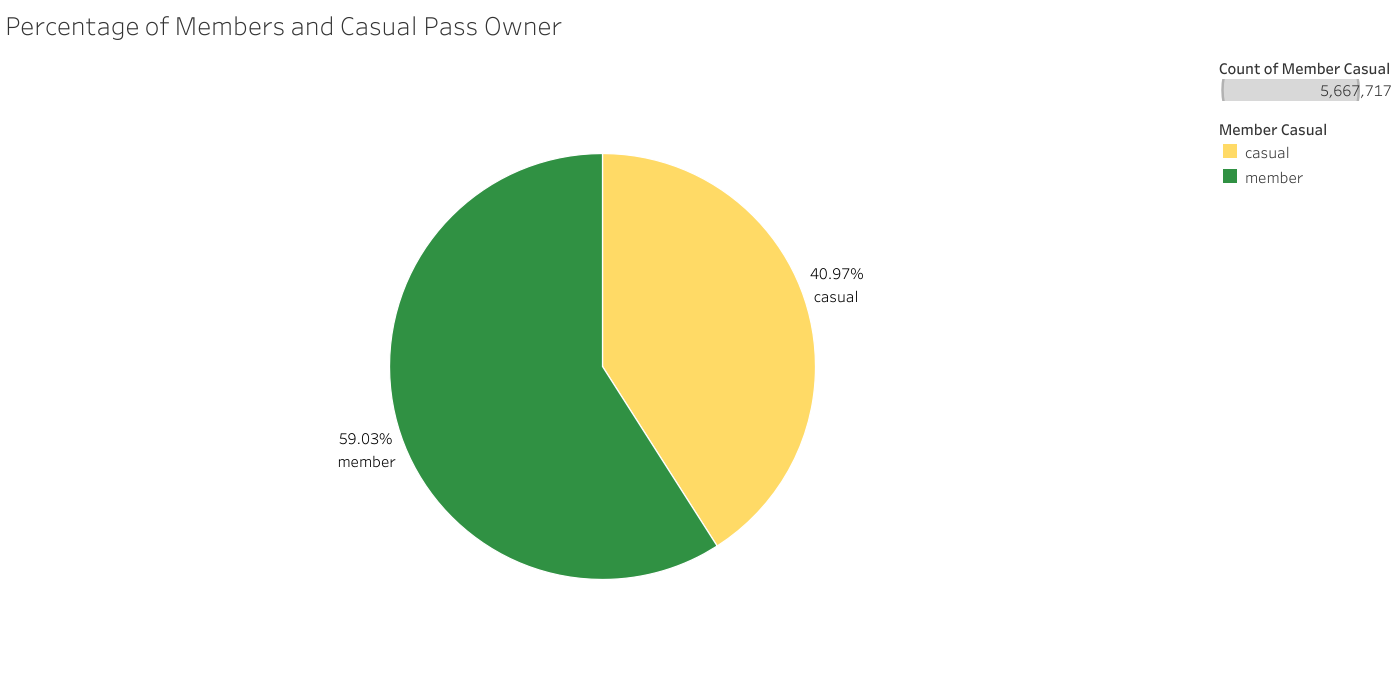 Percentage of Members and Casual Pass Owner
Count of Member Casual
5,667,717
Member Casual
casual
member
40.97%
casual
59.03%
member